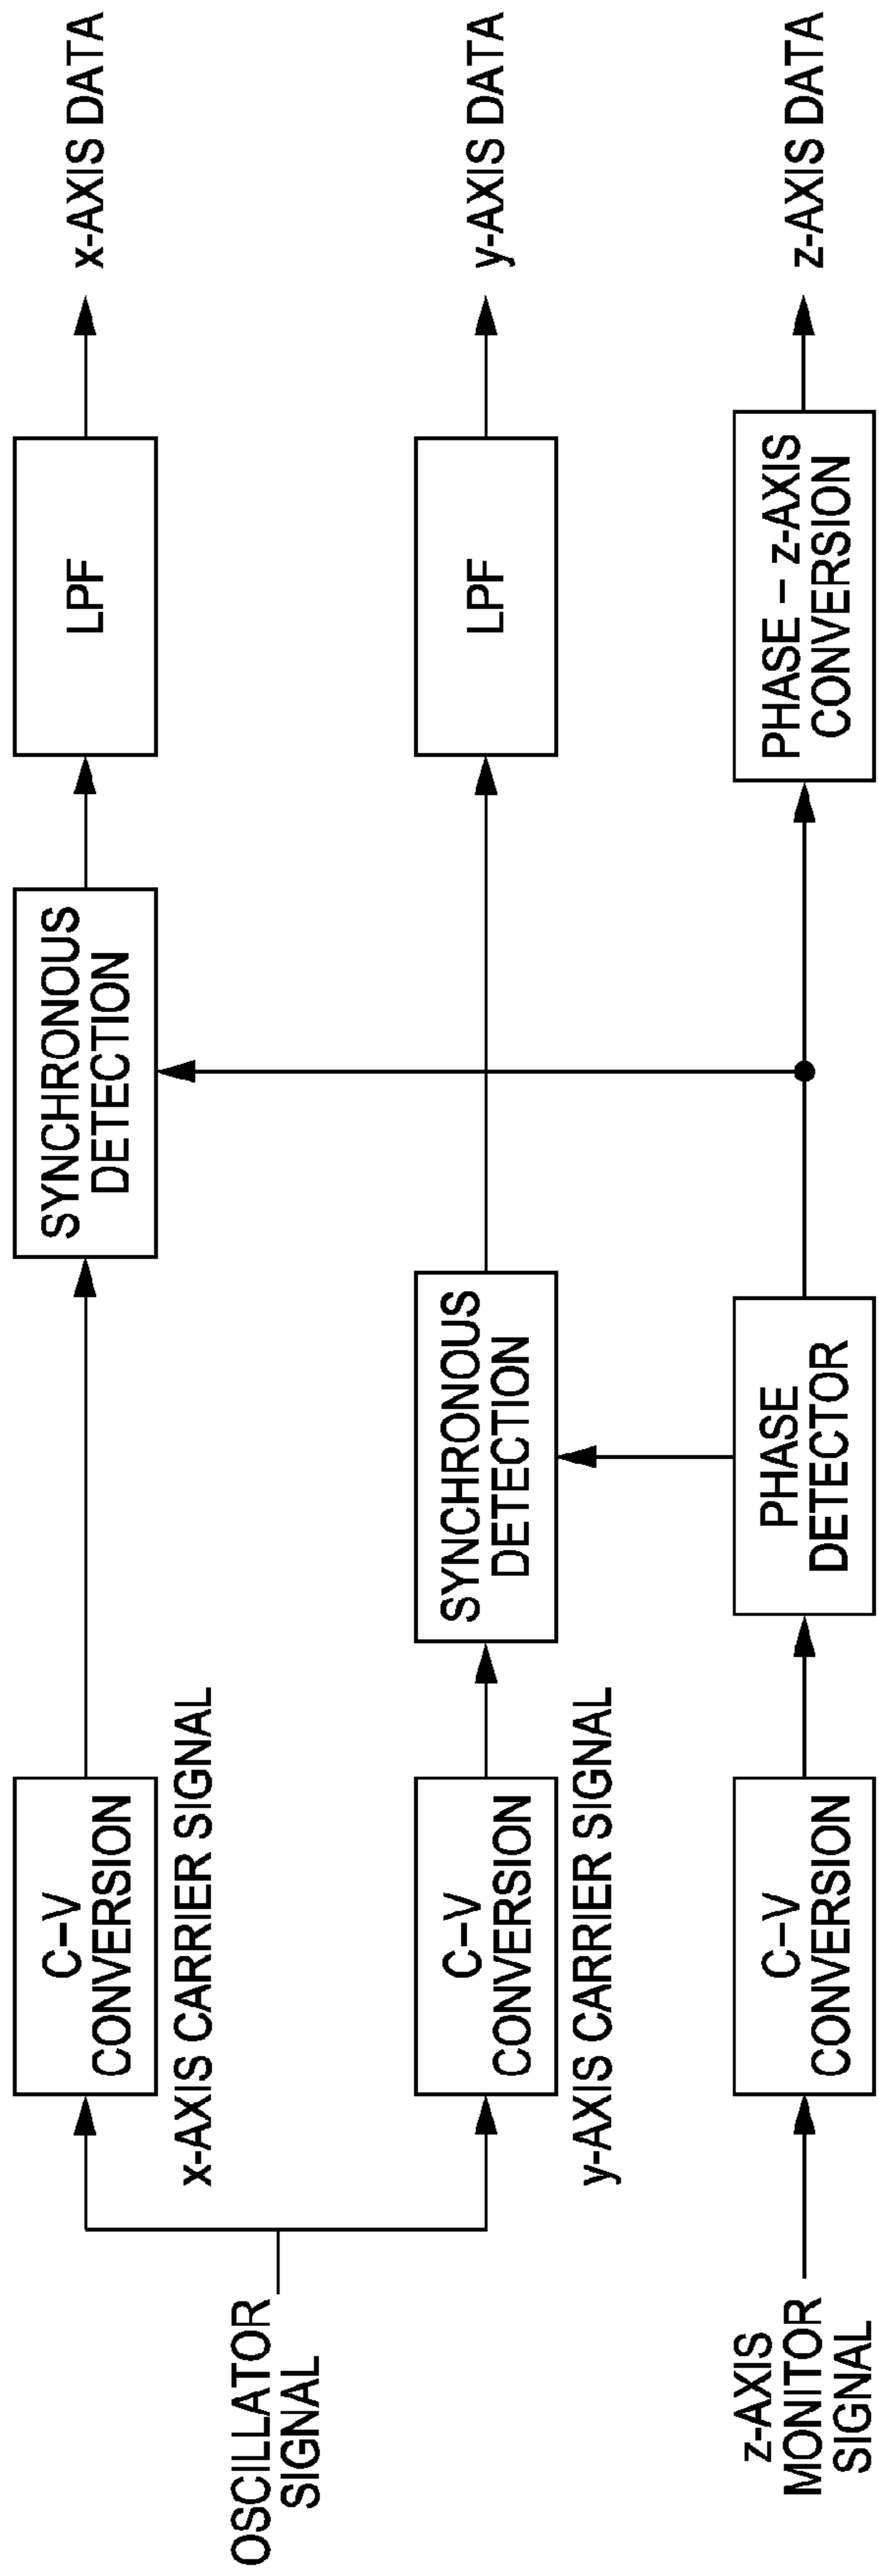 OSCILLATOR
SIGNAL
C–V
CONVERSION
x-AXIS CARRIER SIGNAL
SYNCHRONOUS
DETECTION
LPF
x-AXIS DATA
C–V
CONVERSION
y-AXIS CARRIER SIGNAL
SYNCHRONOUS
DETECTION
LPF
y-AXIS DATA
z-AXIS
MONITOR
SIGNAL
C–V
CONVERSION
PHASE
DETECTOR
PHASE – z-AXIS
CONVERSION
z-AXIS DATA